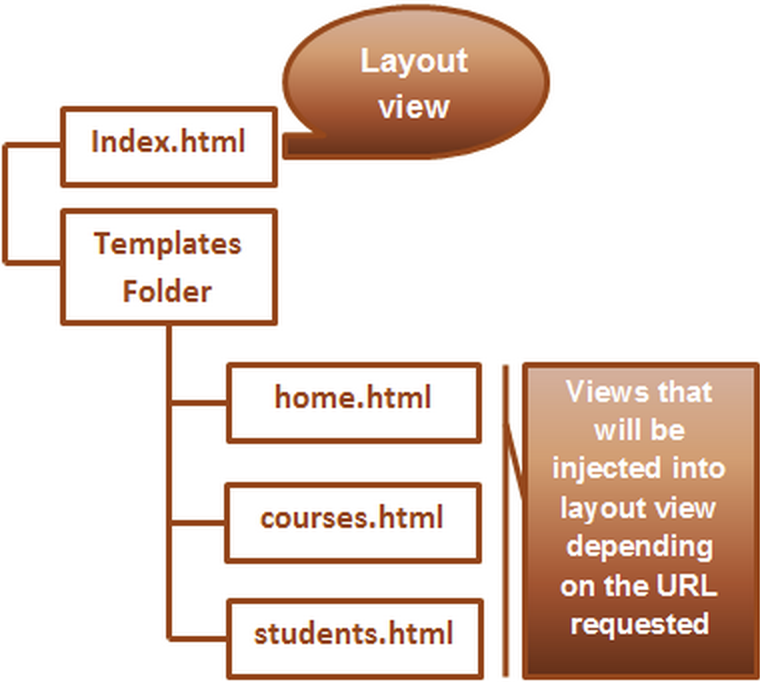 Layout
view
Index.html
Templates
Folder
home.html
courses.html
students.html
Views that
will be
injected into
layout view
depending
on the URL
requested